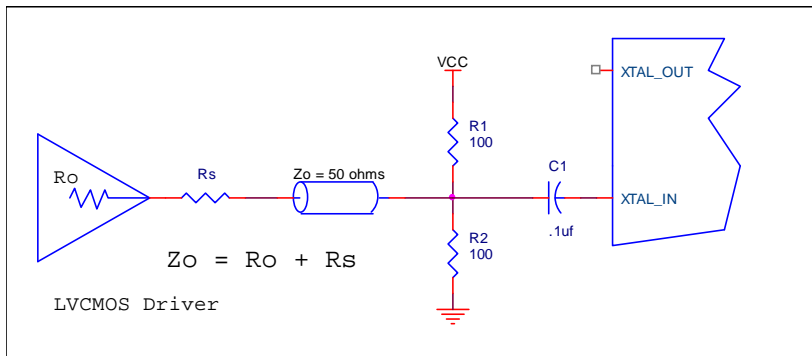 VCC
XTAL_OUT
R1
100
Ro
Rs
Zo = 50 ohms
C1
XTAL_IN
.1uf
R2
100
Zo = Ro + Rs
LVCMOS Driver